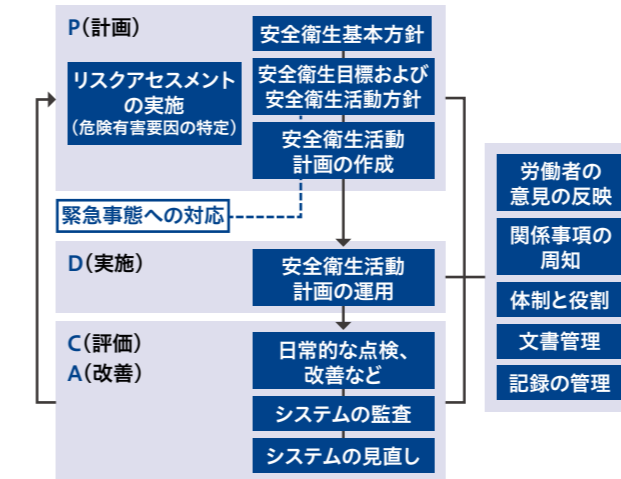 P（計画）
安全衛生基本方針
リスクアセスメント
の実施
（危険有害要因の特定）
安全衛生目標および
安全衛生活動方針
安全衛生活動
計画の作成
緊急事態への対応
D（実施）
安全衛生活動
計画の運用
C（評価）
A（改善）
日常的な点検、
改善など
システムの監査
システムの見直し
労働者の
意見の反映
関係事項の
周知
体制と役割
文書管理
記録の管理